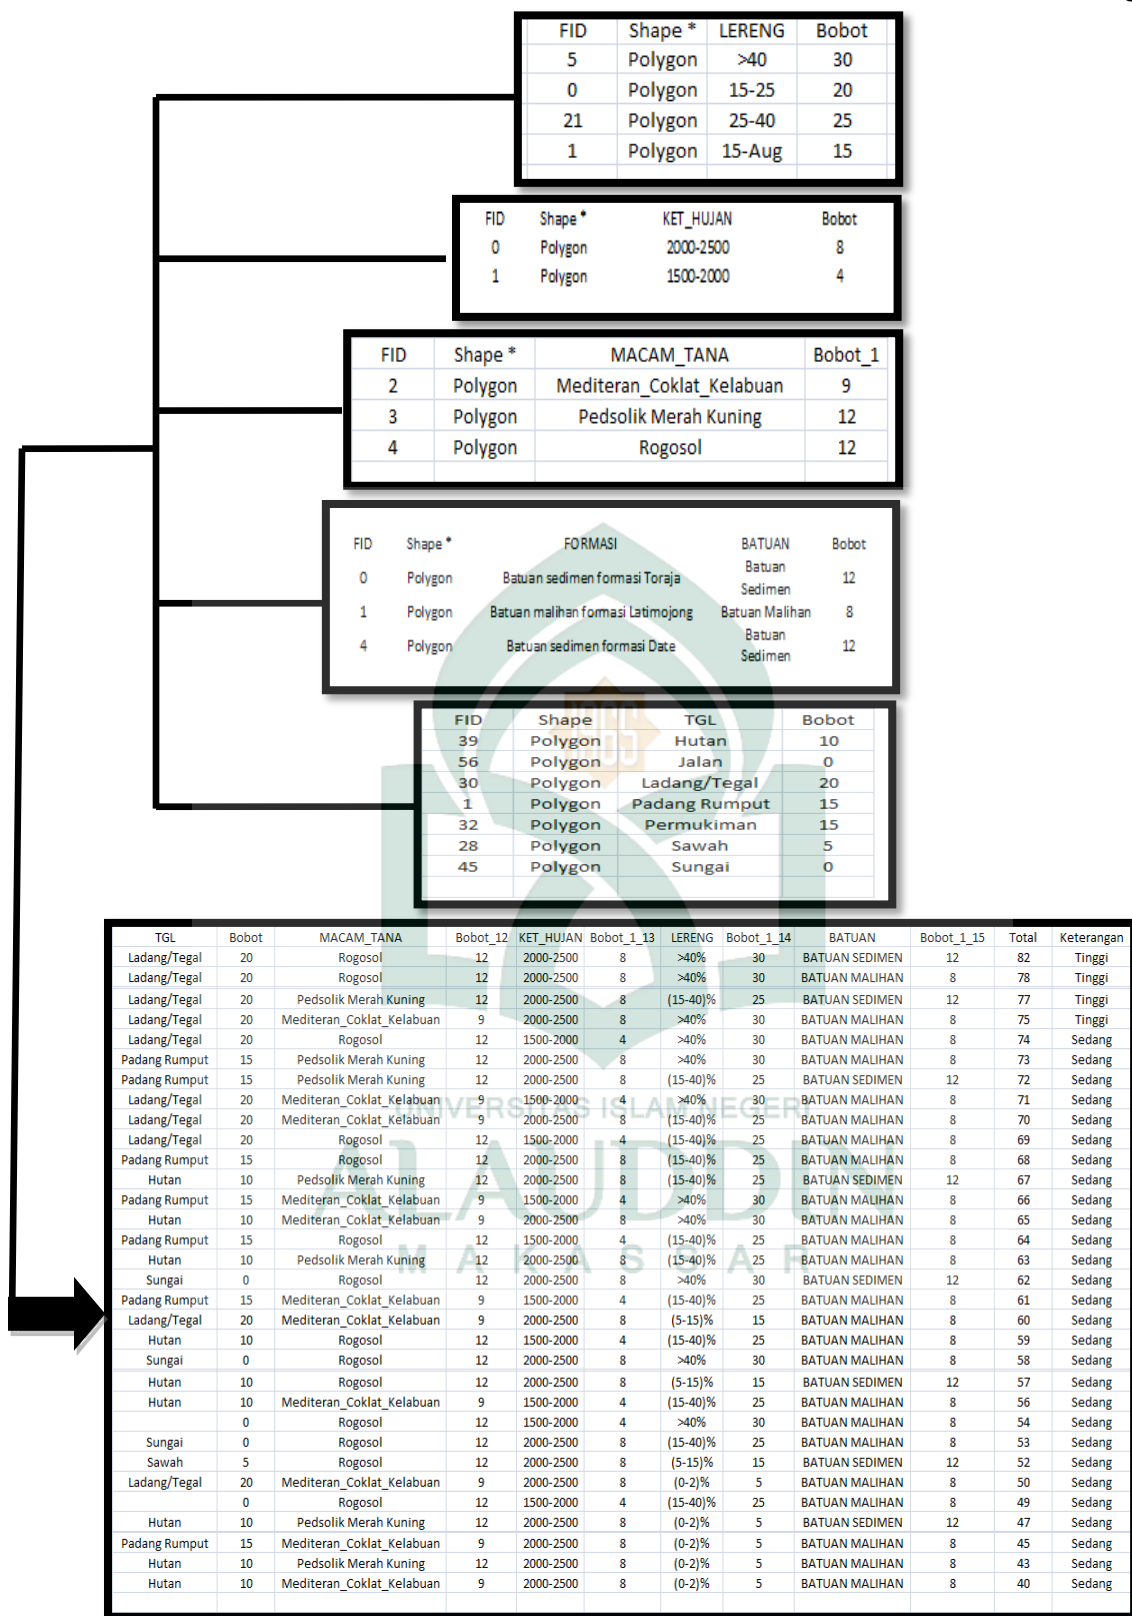 FID Shape * LERENG Bobot
5 Polygon >40 30
0 Polygon 15-25 20
21 Polygon 25-40 25
1 Polygon 15-Aug 15
FID Shape * KET_HUJAN Bobot
0 Polygon 2000-2500 8
1 Polygon 1500-2000 4
FID Shape * MACAM_TANA Bobot_1
2 Polygon Mediteran_Coklat_Kelabuan 9
3 Polygon Pedsolik Merah Kuning 12
4 Polygon Rogosol 12
FID Shape * FORMASI BATUAN Bobot
0 Polygon Batuan sedimen formasi Toraja Batuan Sedimen 12
1 Polygon Batuan malihan formasi Latimojong Batuan Malihan 8
4 Polygon Batuan sedimen formasi Date Batuan Sedimen 12
1965
FID Shape TGL Bobot
39 Polygon Hutan 10
56 Polygon Jalan 0
30 Polygon Ladang/Tegal 20
1 Polygon Padang Rumput 15
32 Polygon Permukiman 15
28 Polygon Sawah 5
45 Polygon Sungai 0
TGL Bobot MACAM_TANA Bobot_12 KET_HUJAN Bobot_1_13 LERENG Bobot_1_14 BATUAN Bobot_1_15 Total Keterangan
Ladang/Tegal 20 Rogosol 12 2000-2500 8 >40% 30 BATUAN SEDIMEN 12 82 Tinggi
Ladang/Tegal 20 Rogosol 12 2000-2500 8 >40% 30 BATUAN MALIHAN 8 78 Tinggi
Ladang/Tegal 20 Pedsolik Merah Kuning 12 2000-2500 8 (15-40)% 25 BATUAN SEDIMEN 12 77 Tinggi
Ladang/Tegal 20 Mediteran_Coklat_Kelabuan 9 2000-2500 8 >40% 30 BATUAN MALIHAN 8 75 Tinggi
Ladang/Tegal 20 Rogosol 12 1500-2000 4 >40% 30 BATUAN MALIHAN 8 74 Sedang
Padang Rumput 15 Pedsolik Merah Kuning 12 2000-2500 8 >40% 30 BATUAN MALIHAN 8 73 Sedang
Padang Rumput 15 Pedsolik Merah Kuning 12 2000-2500 8 (15-40)% 25 BATUAN SEDIMEN 12 72 Sedang
Ladang/Tegal 20 Mediteran_Coklat_Kelabuan 9 1500-2000 4 >40% 30 BATUAN MALIHAN 8 71 Sedang
UNIVERSITAS ISLAM NEGERI
Ladang/Tegal 20 Mediteran_Coklat_Kelabuan 9 2000-2500 8 (15-40)% 25 BATUAN MALIHAN 8 70 Sedang
Ladang/Tegal 20 Rogosol 12 1500-2000 4 (15-40)% 25 BATUAN MALIHAN 8 69 Sedang
Padang Rumput 15 Rogosol 12 2000-2500 8 (15-40)% 25 BATUAN MALIHAN 8 68 Sedang
Hutan 10 Pedsolik Merah Kuning 12 2000-2500 8 (15-40)% 25 BATUAN SEDIMEN 12 67 Sedang
ALAUDDIN
Padang Rumput 15 Mediteran_Coklat_Kelabuan 9 1500-2000 4 >40% 30 BATUAN MALIHAN 8 66 Sedang
Hutan 10 Mediteran_Coklat_Kelabuan 9 2000-2500 8 >40% 30 BATUAN MALIHAN 8 65 Sedang
Padang Rumput 15 Rogosol 12 1500-2000 4 (15-40)% 25 BATUAN MALIHAN 8 64 Sedang
Hutan 10 Pedsolik Merah Kuning 12 2000-2500 8 (15-40)% 25 BATUAN MALIHAN 8 63 Sedang
MAKASSAR
Sungai 0 Rogosol 12 2000-2500 8 >40% 30 BATUAN SEDIMEN 12 62 Sedang
Padang Rumput 15 Mediteran_Coklat_Kelabuan 9 1500-2000 4 (15-40)% 25 BATUAN MALIHAN 8 61 Sedang
Ladang/Tegal 20 Mediteran_Coklat_Kelabuan 9 2000-2500 8 (5-15)% 15 BATUAN MALIHAN 8 60 Sedang
Hutan 10 Rogosol 12 1500-2000 4 (15-40)% 25 BATUAN MALIHAN 8 59 Sedang
Sungai 0 Rogosol 12 2000-2500 8 >40% 30 BATUAN MALIHAN 8 58 Sedang
Hutan 10 Rogosol 12 2000-2500 8 (5-15)% 15 BATUAN SEDIMEN 12 57 Sedang
Hutan 10 Mediteran_Coklat_Kelabuan 9 1500-2000 4 (15-40)% 25 BATUAN MALIHAN 8 56 Sedang
0 Rogosol 12 1500-2000 4 >40% 30 BATUAN MALIHAN 8 54 Sedang
Sungai 0 Rogosol 12 2000-2500 8 (15-40)% 25 BATUAN MALIHAN 8 53 Sedang
Sawah 5 Rogosol 12 2000-2500 8 (5-15)% 15 BATUAN SEDIMEN 12 52 Sedang
Ladang/Tegal 20 Mediteran_Coklat_Kelabuan 9 2000-2500 8 (0-2)% 5 BATUAN MALIHAN 8 50 Sedang
0 Rogosol 12 1500-2000 4 (15-40)% 25 BATUAN MALIHAN 8 49 Sedang
Hutan 10 Pedsolik Merah Kuning 12 2000-2500 8 (0-2)% 5 BATUAN SEDIMEN 12 47 Sedang
Padang Rumput 15 Mediteran_Coklat_Kelabuan 9 2000-2500 8 (0-2)% 5 BATUAN MALIHAN 8 45 Sedang
Hutan 10 Pedsolik Merah Kuning 12 2000-2500 8 (0-2)% 5 BATUAN MALIHAN 8 43 Sedang
Hutan 10 Mediteran_Coklat_Kelabuan 9 2000-2500 8 (0-2)% 5 BATUAN MALIHAN 8 40 Sedang